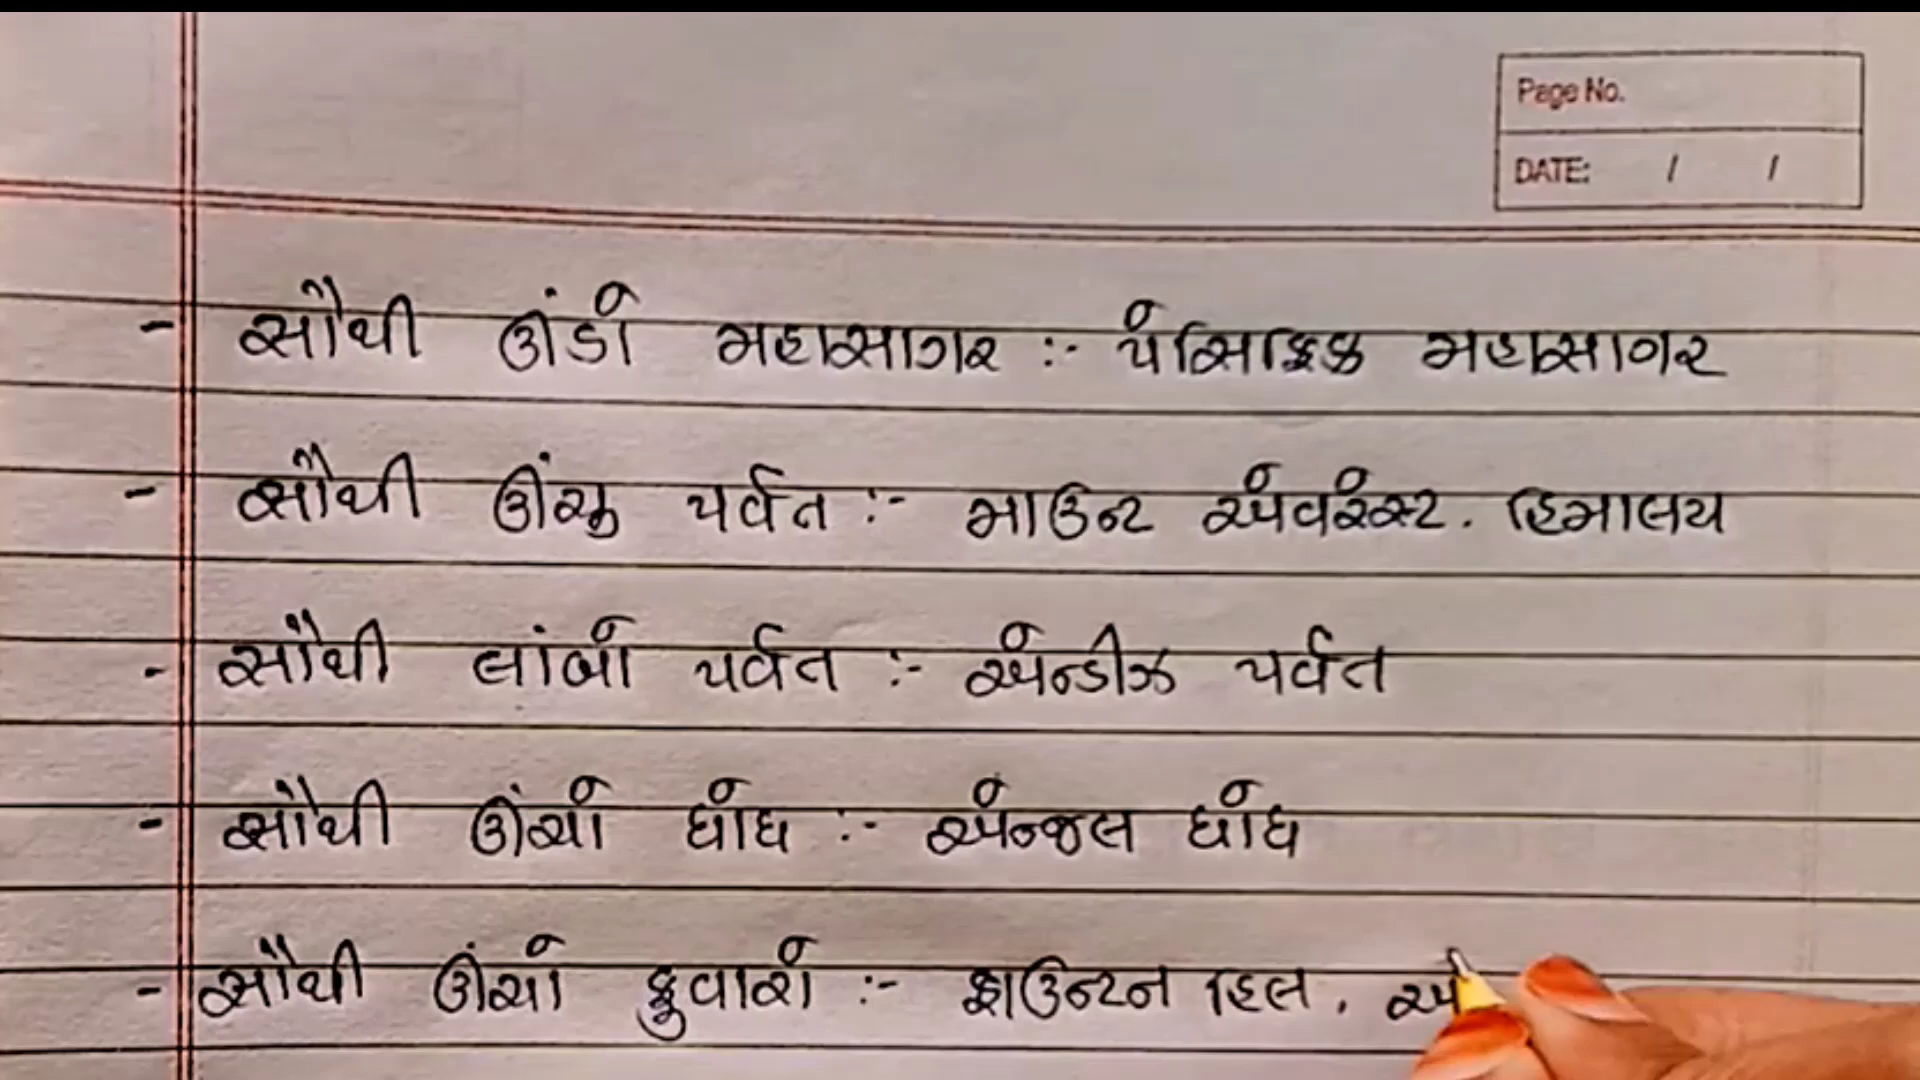 Page No.
DATE: / /
- સૌથી ઊંડો મહાસાગર :- પેસિફિક મહાસાગર
- સૌથી ઊંચુ પર્વત :- માઉન્ટ એવરેસ્ટ. હિમાલય
- સૌથી લાંબો પર્વત :- એન્ડીઝ પર્વત
- સૌથી ઊંચો ધોધ :- એન્જલ ધોધ
- સૌથી ઊંચો ફુવારો :- ફાઉન્ટન હિલ.